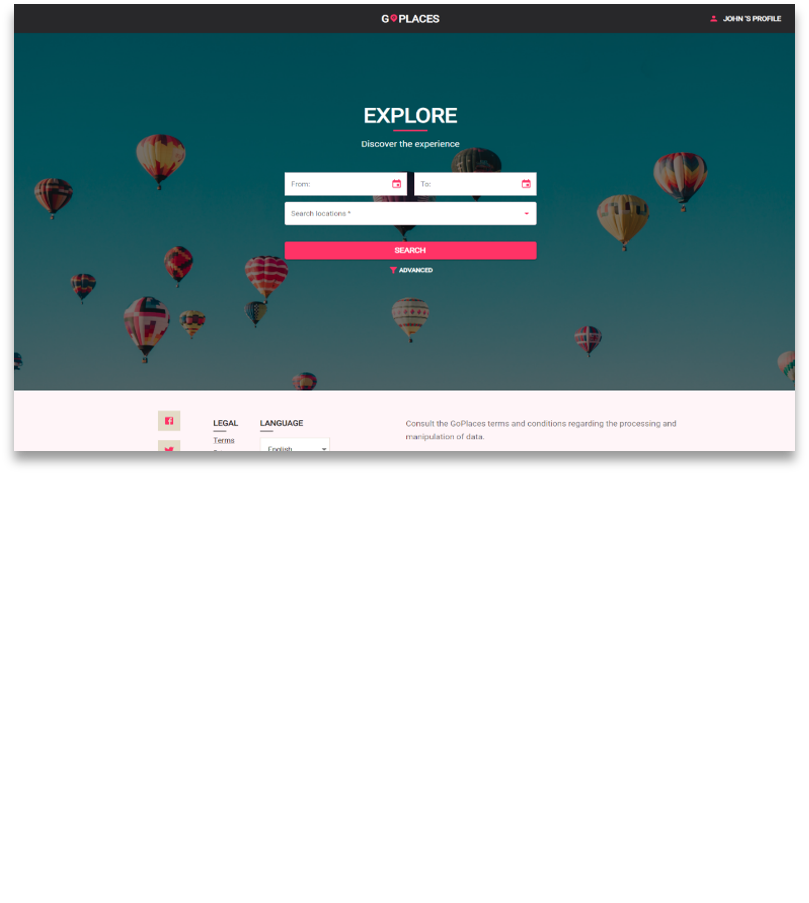 GOPLACES
JOHN 'S PROFILE
EXPLORE
Discover the experience
From:
To:
Search locations *
SEARCH
ADVANCED
LEGAL
Terms
LANGUAGE
English
Consult the GoPlaces terms and conditions regarding the processing and
manipulation of data.